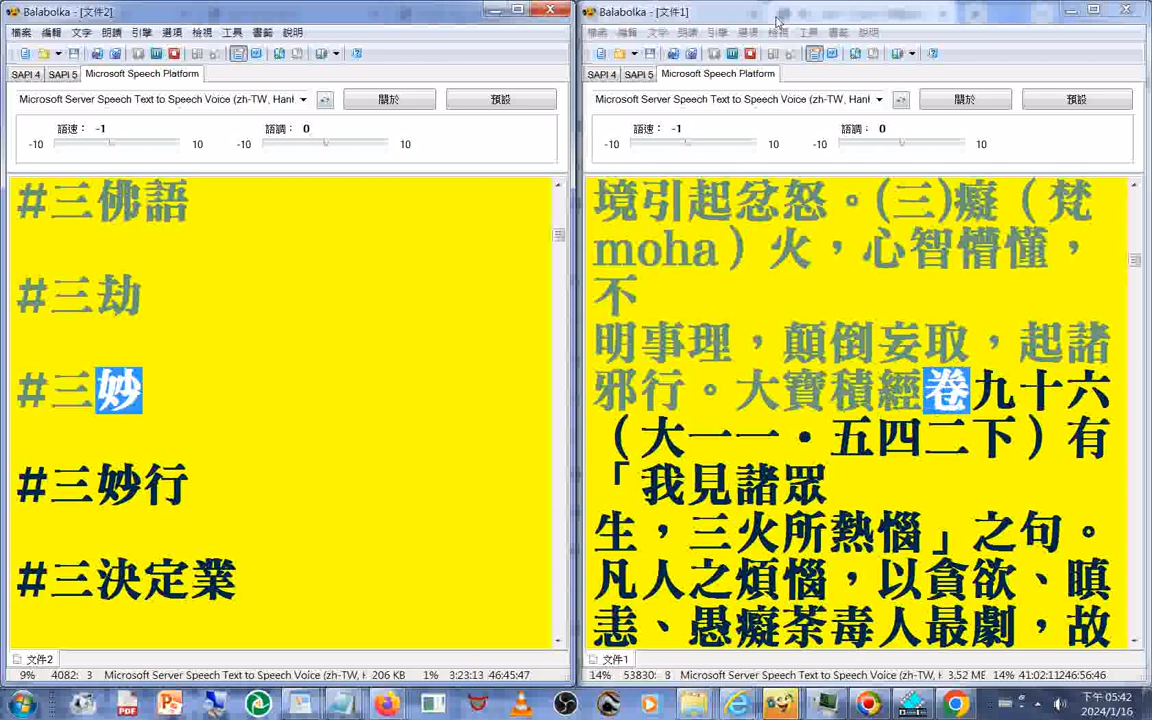 Balabolka - [文件2]
檔案 編輯 文字 朗讀 引擎 選項 檢視 工具 書籤 說明
SAPI 4 SAPI 5 Microsoft Speech Platform
Microsoft Server Speech Text to Speech Voice (zh-TW, Hanl
關於 預設
語速： -1 語調： 0
-10 10 -10 10
#三佛語
#三劫
#三妙
#三妙行
#三決定業
文件2
9% 4082: 3 Microsoft Server Speech Text to Speech Voice (zh-TW, H 206 KB 1% 3:23:13 46:45:47
Balabolka - [文件1]
檔案 編輯 文字 朗讀 引擎 選項 檢視 工具 書籤 說明
SAPI 4 SAPI 5 Microsoft Speech Platform
Microsoft Server Speech Text to Speech Voice (zh-TW, Hanl
關於 預設
語速： -1 語調： 0
-10 10 -10 10
境引起忿怒。(三)癡（梵
moha）火，心智懵懂，
不
明事理，顛倒妄取，起諸
邪行。大寶積經卷九十六
（大一一‧五四二下）有
「我見諸眾
生，三火所熱惱」之句。
凡人之煩惱，以貪欲、瞋
恚、愚癡荼毒人最劇，故
文件1
14% 53830: 8 Microsoft Server Speech Text to Speech Voice (zh-TW, H 3.52 MB 14% 41:02:11246:56:46
PDF
下午 05:42
2024/1/16